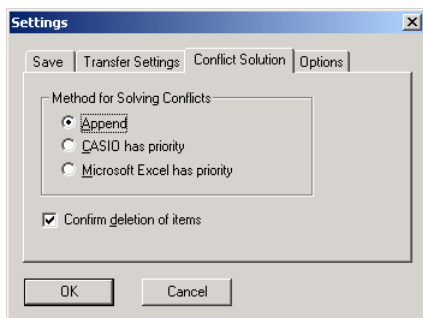 Settings
Save Transfer Settings Conflict Solution Options
Method for Solving Conflicts
Append
CASIO has priority
Microsoft Excel has priority
Confirm deletion of items
OK Cancel